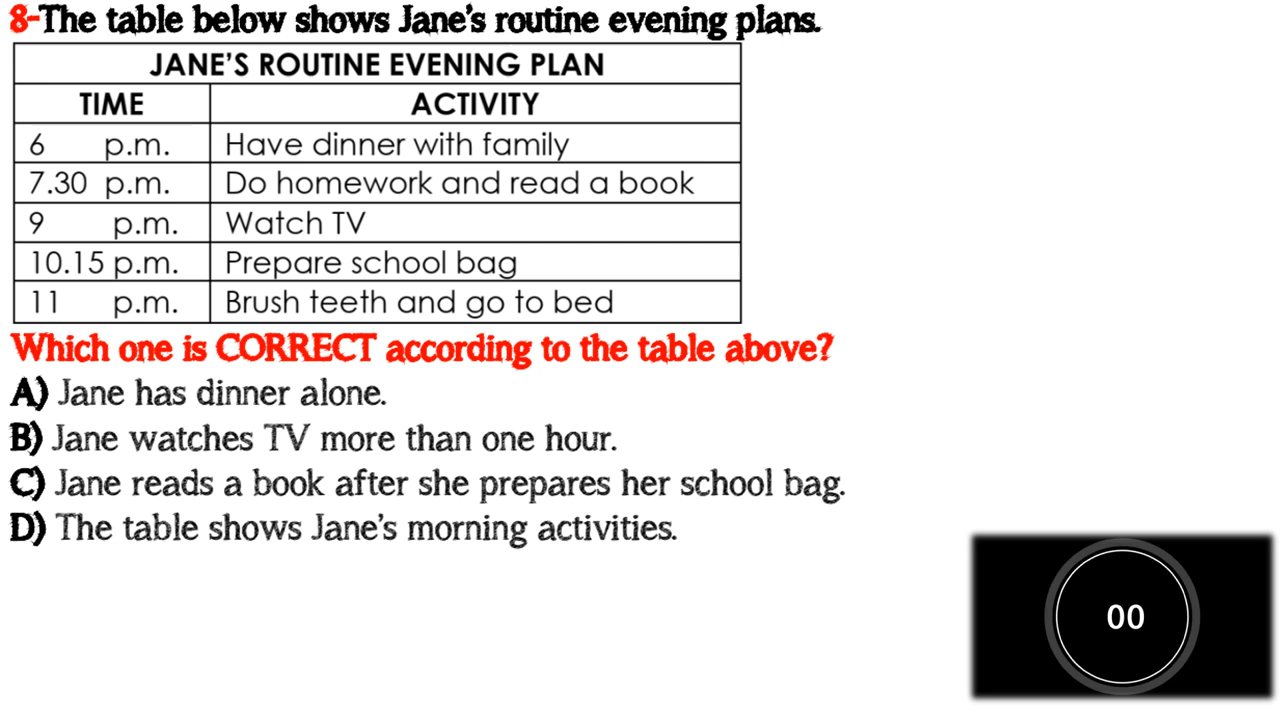 8-The table below shows Jane's routine evening plans.
JANE'S ROUTINE EVENING PLAN
TIME ACTIVITY
6 p.m. Have dinner with family
7.30 p.m. Do homework and read a book
9 p.m. Watch TV
10.15 p.m. Prepare school bag
11 p.m. Brush teeth and go to bed
Which one is CORRECT according to the table above?
A) Jane has dinner alone.
B) Jane watches TV more than one hour.
C) Jane reads a book after she prepares her school bag.
D) The table shows Jane's morning activities.
00